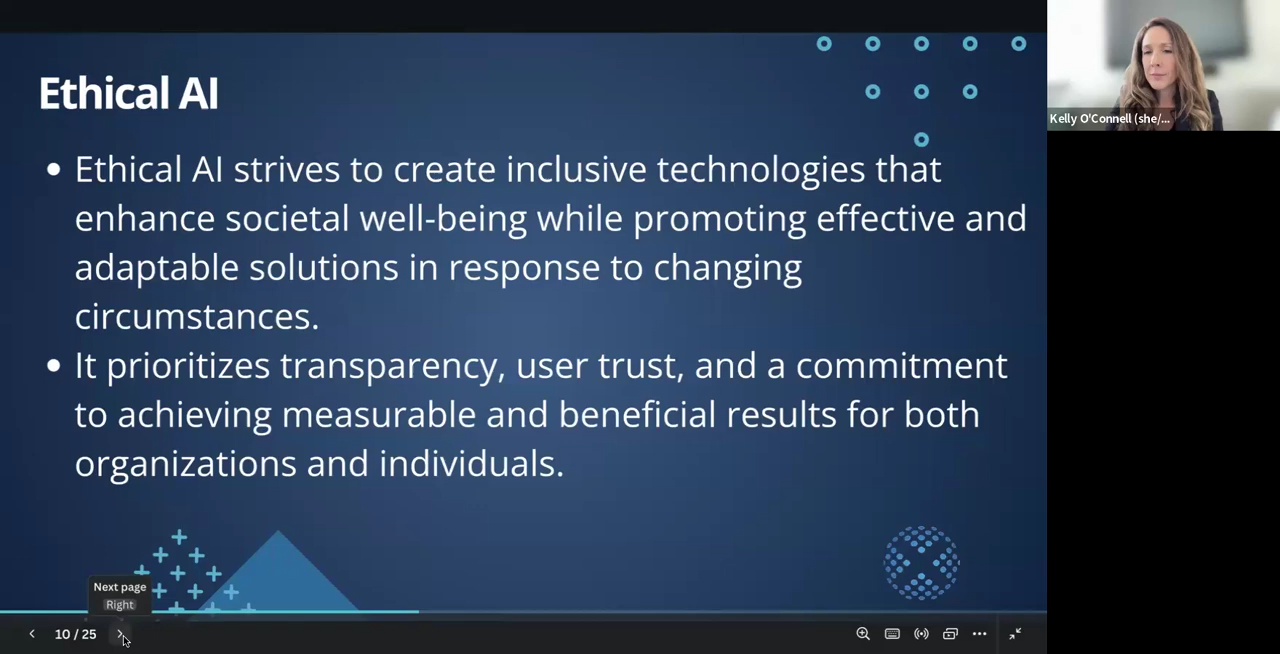 Ethical AI
Ethical AI strives to create inclusive technologies that
enhance societal well-being while promoting effective and
adaptable solutions in response to changing
circumstances.
It prioritizes transparency, user trust, and a commitment
to achieving measurable and beneficial results for both
organizations and individuals.
Kelly O'Connell (she/...
Next page
Right
10 / 25